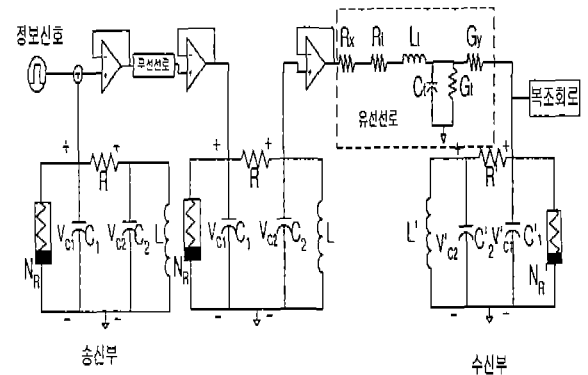 정보신호
무선선로
Rx
Ri
Li
Gy
Ct
Gt
유선선로
복조회로
+
R
+
NR
VC1
C1
VC2
C2
L
-
-
+
R
+
NR
VC1
C1
VC2
C2
L
-
-
+
R
+
L'
V'C2
C'2
V'C1
C'1
NR
-
-
송신부
수신부